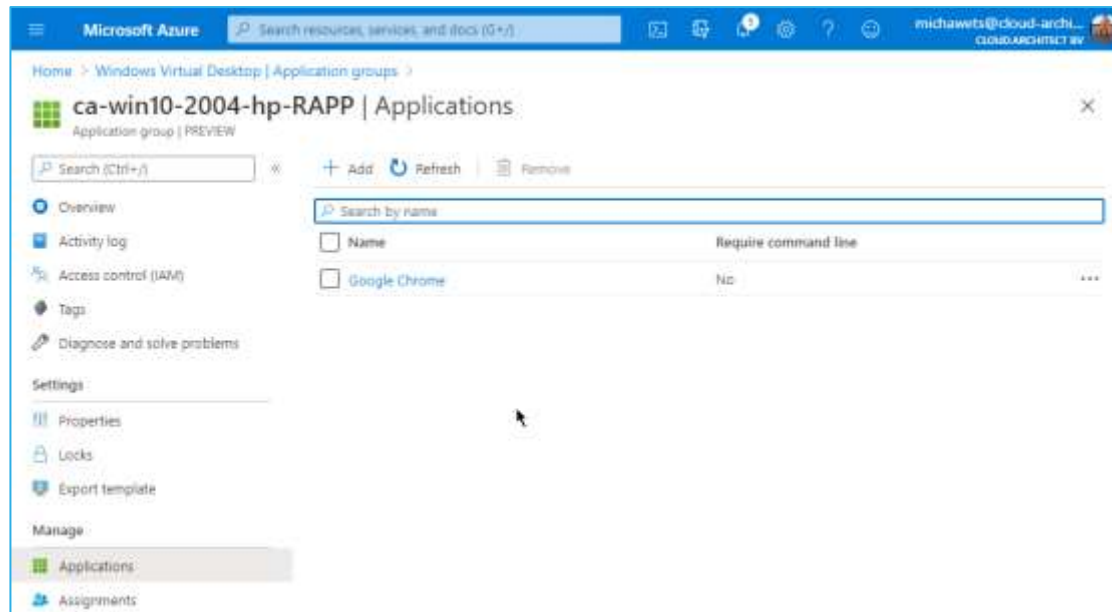 Microsoft Azure
Search resources, services, and docs (G+/)
michawets@cloud-archi...
CLOUD ARCHITECT BV
Home > Windows Virtual Desktop | Application groups >
ca-win10-2004-hp-RAPP | Applications
Application group | PREVIEW
Search (Ctrl+/)
«
+ Add
Refresh
Remove
Overview
Activity log
Access control (IAM)
Tags
Diagnose and solve problems
Settings
Properties
Locks
Export template
Manage
Applications
Assignments
Search by name
Name
Require command line
Google Chrome
No